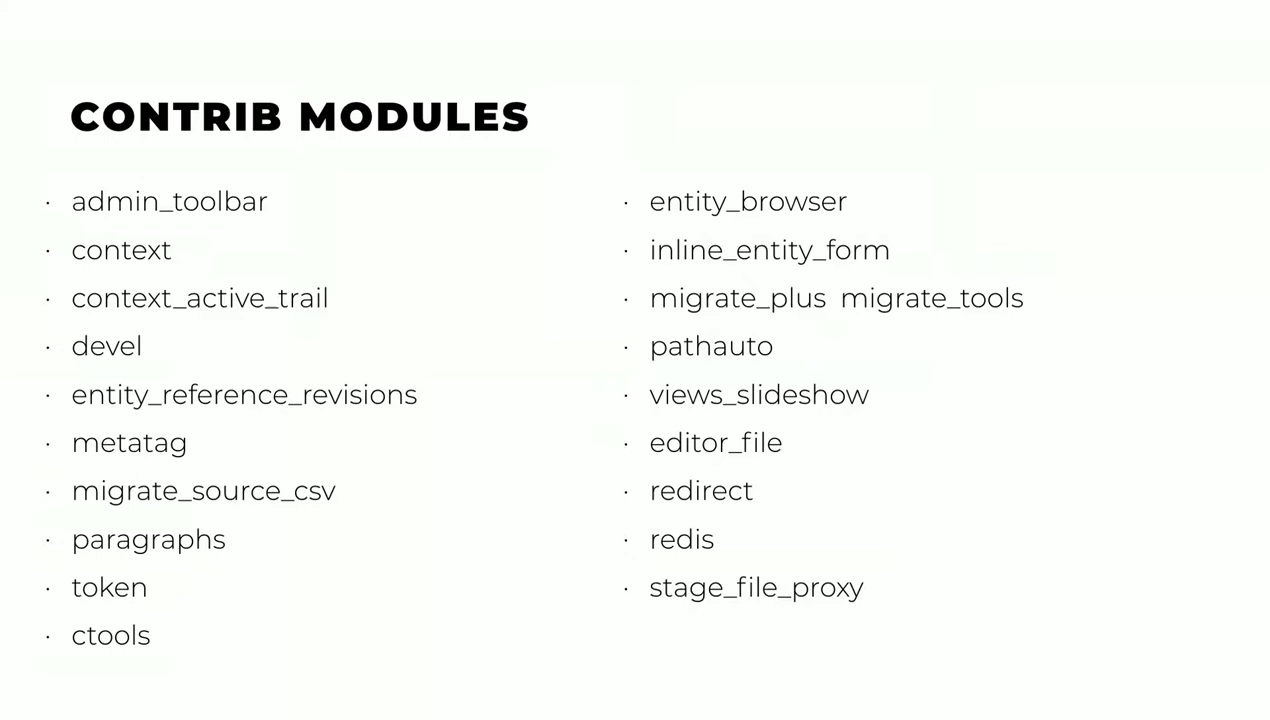 CONTRIB MODULES
· admin_toolbar
· context
· context_active_trail
· devel
· entity_reference_revisions
· metatag
· migrate_source_csv
· paragraphs
· token
· ctools
· entity_browser
· inline_entity_form
· migrate_plus  migrate_tools
· pathauto
· views_slideshow
· editor_file
· redirect
· redis
· stage_file_proxy